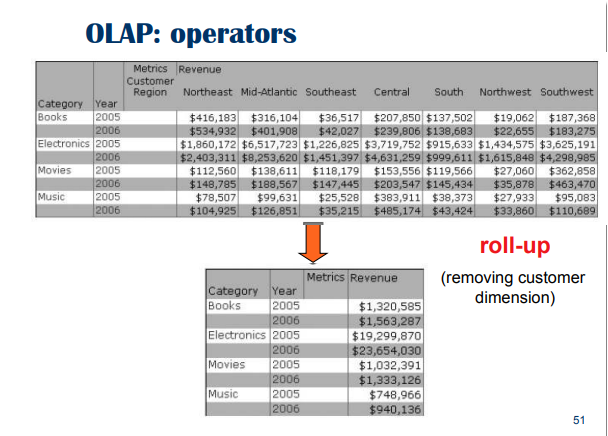 OLAP: operators
Metrics Revenue
Customer
Region Northeast Mid-Atlantic Southeast Central South Northwest Southwest
Category Year
Books 2005 $416,183 $316,104 $36,517 $207,850 $137,502 $19,062 $187,368
2006 $534,932 $401,908 $42,027 $239,806 $138,683 $22,655 $183,275
Electronics 2005 $1,860,172 $6,517,723 $1,226,825 $3,719,752 $915,633 $1,434,575 $3,625,191
2006 $2,403,311 $8,253,620 $1,451,397 $4,631,259 $999,611 $1,615,848 $4,298,985
Movies 2005 $112,560 $138,611 $118,179 $153,556 $119,566 $27,060 $362,858
2006 $148,785 $188,567 $147,445 $203,547 $145,434 $35,878 $463,470
Music 2005 $78,507 $99,631 $25,528 $383,911 $38,373 $27,933 $95,083
2006 $104,925 $126,851 $35,215 $485,174 $43,424 $33,860 $110,689
roll-up
(removing customer
dimension)
Metrics Revenue
Category Year
Books 2005 $1,320,585
2006 $1,563,287
Electronics 2005 $19,299,870
2006 $23,654,030
Movies 2005 $1,032,391
2006 $1,333,126
Music 2005 $748,966
2006 $940,136
51